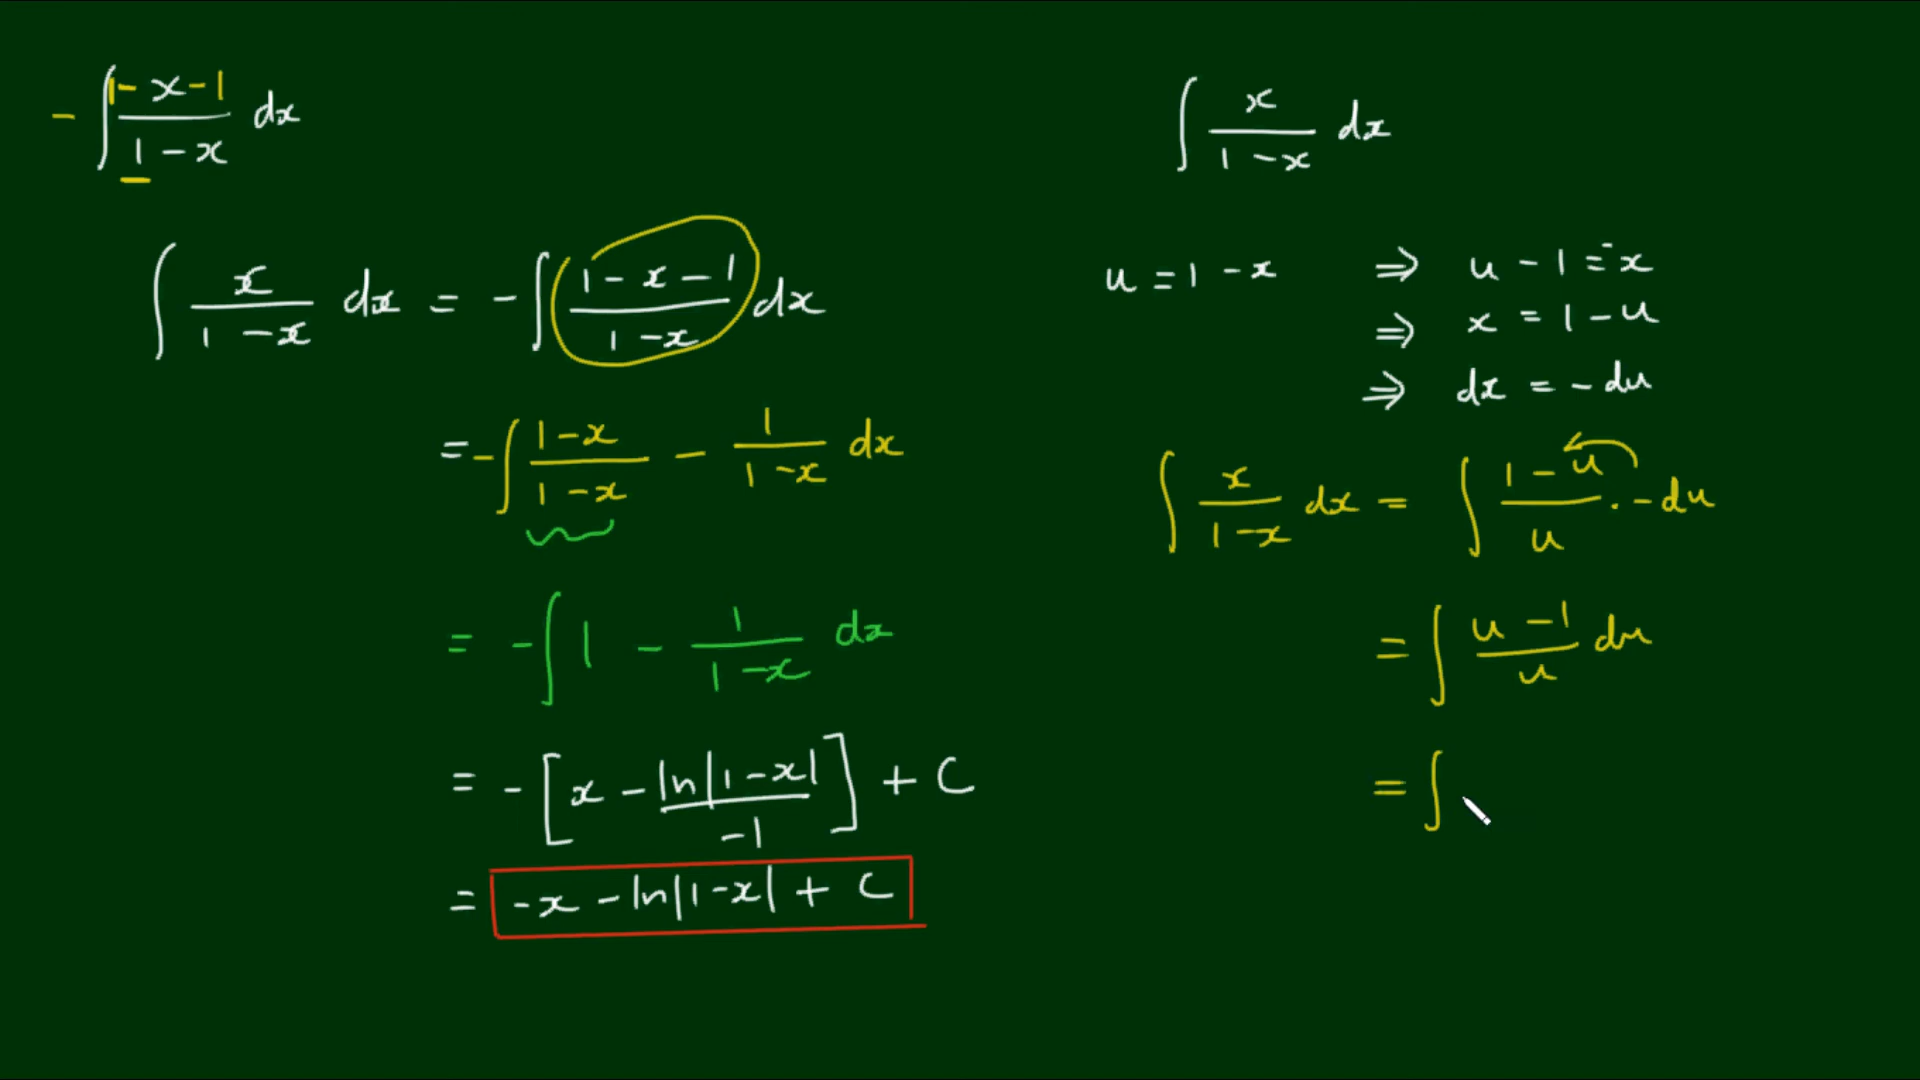 -∫ (1 - x - 1)/(1 - x) dx
∫ x/(1 - x) dx = -∫ (1 - x - 1)/(1 - x) dx
= -∫ (1 - x)/(1 - x) - 1/(1 - x) dx
= -∫ 1 - 1/(1 - x) dx
= -[x - ln|1 - x|/-1] + C
= -x - ln|1 - x| + C
∫ x/(1 - x) dx
u = 1 - x ⇒ u - 1 = -x
⇒ x = 1 - u
⇒ dx = -du
∫ x/(1 - x) dx = ∫ (1 - u)/u . -du
= ∫ (u - 1)/u du
= ∫